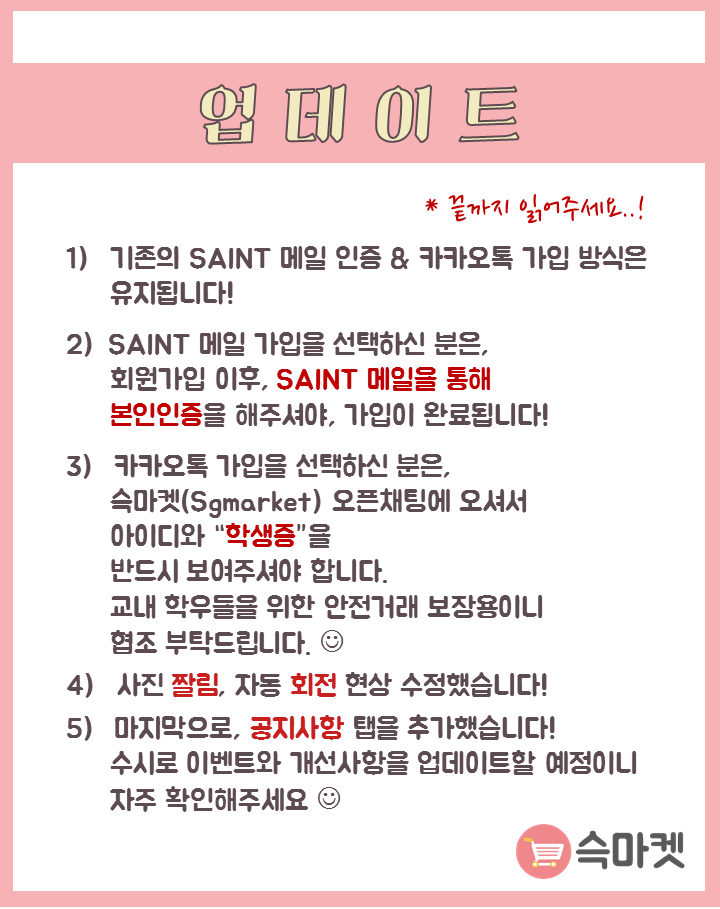 업데이트
* 끝까지 읽어주세요..!
1) 기존의 SAINT 메일 인증 & 카카오톡 가입 방식은
유지됩니다!
2) SAINT 메일 가입을 선택하신 분은,
회원가입 이후, SAINT 메일을 통해
본인인증을 해주셔야, 가입이 완료됩니다!
3) 카카오톡 가입을 선택하신 분은,
슥마켓(Sgmarket) 오픈채팅에 오셔서
아이디와 “학생증”을
반드시 보여주셔야 합니다.
교내 학우들을 위한 안전거래 보장용이니
협조 부탁드립니다. ☺
4) 사진 짤림, 자동 회전 현상 수정했습니다!
5) 마지막으로, 공지사항 탭을 추가했습니다!
수시로 이벤트와 개선사항을 업데이트할 예정이니
자주 확인해주세요 ☺
슥마켓